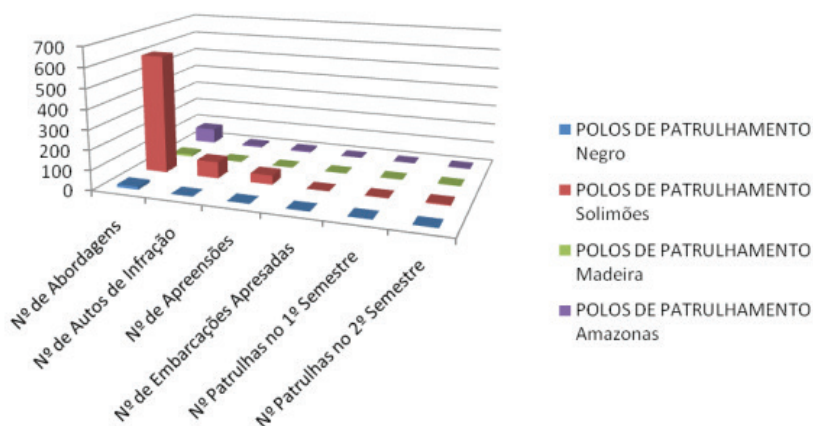 700
600
500
400
300
200
100
0
Nº de Abordagens
Nº de Autos de Infração
Nº de Apreensões
Nº de Embarcações Apresadas
Nº Patrulhas no 1º Semestre
Nº Patrulhas no 2º Semestre
POLOS DE PATRULHAMENTO
Negro
POLOS DE PATRULHAMENTO
Solimões
POLOS DE PATRULHAMENTO
Madeira
POLOS DE PATRULHAMENTO
Amazonas